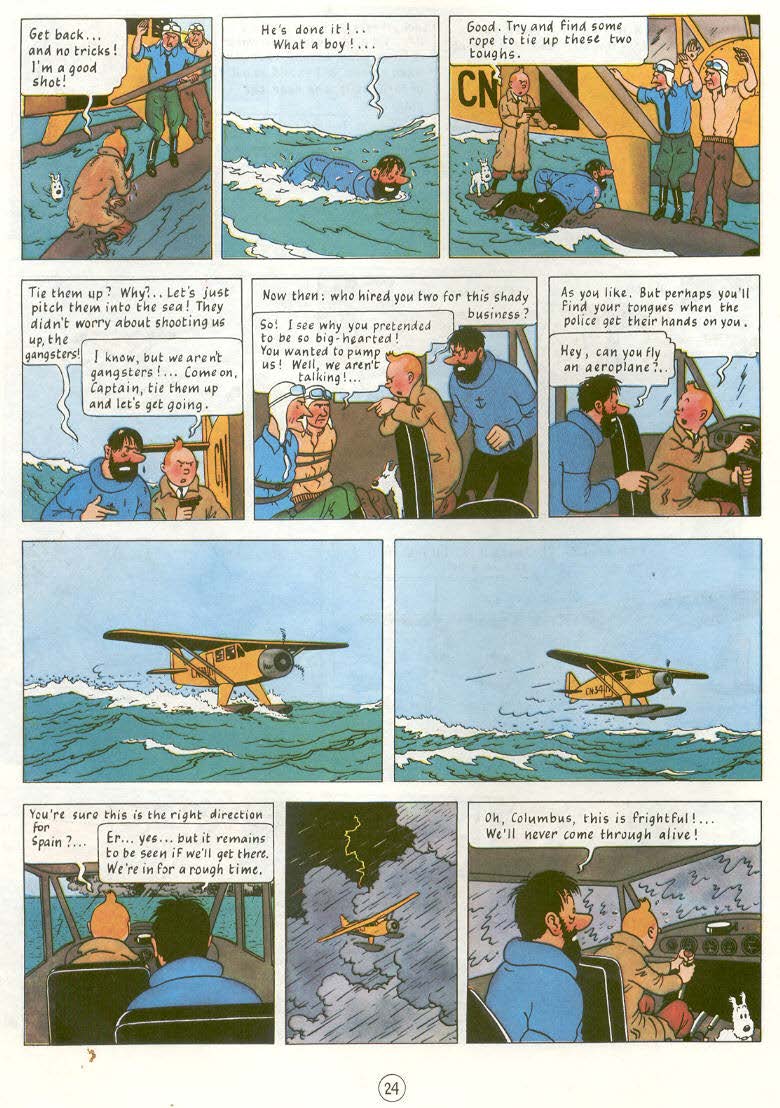 Get back...
and no tricks!
I'm a good
shot!
He's done it!..
What a boy!...
Good. Try and find some
rope to tie up these two
toughs.
CN
Tie them up? Why?.. Let's just
pitch them into the sea! They
didn't worry about shooting us
up, the
gangsters!
I know, but we aren't
gangsters!... Come on,
Captain, tie them up
and let's get going.
CN
Now then: who hired you two for this shady
business?
So! I see why you pretended
to be so big-hearted!
You wanted to pump
us! Well, we aren't
talking!...
As you like. But perhaps you'll
find your tongues when the
police get their hands on you.
Hey, can you fly
an aeroplane?..
CN-3411
You're sure this is the right direction
for
Spain?...
Er... yes... but it remains
to be seen if we'll get there.
We're in for a rough time.
Oh, Columbus, this is frightful!...
We'll never come through alive!
24